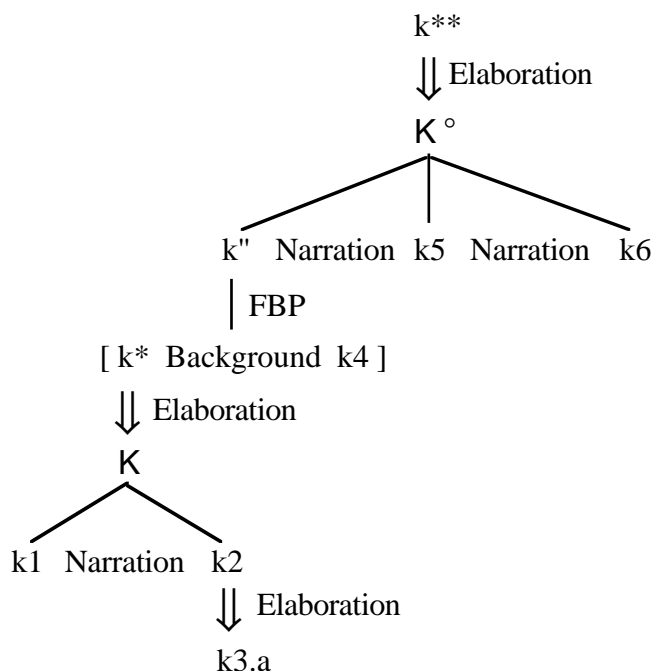 k**
Elaboration
K °
k" Narration k5 Narration k6
FBP
[ k* Background k4 ]
Elaboration
K
k1 Narration k2
Elaboration
k3.a